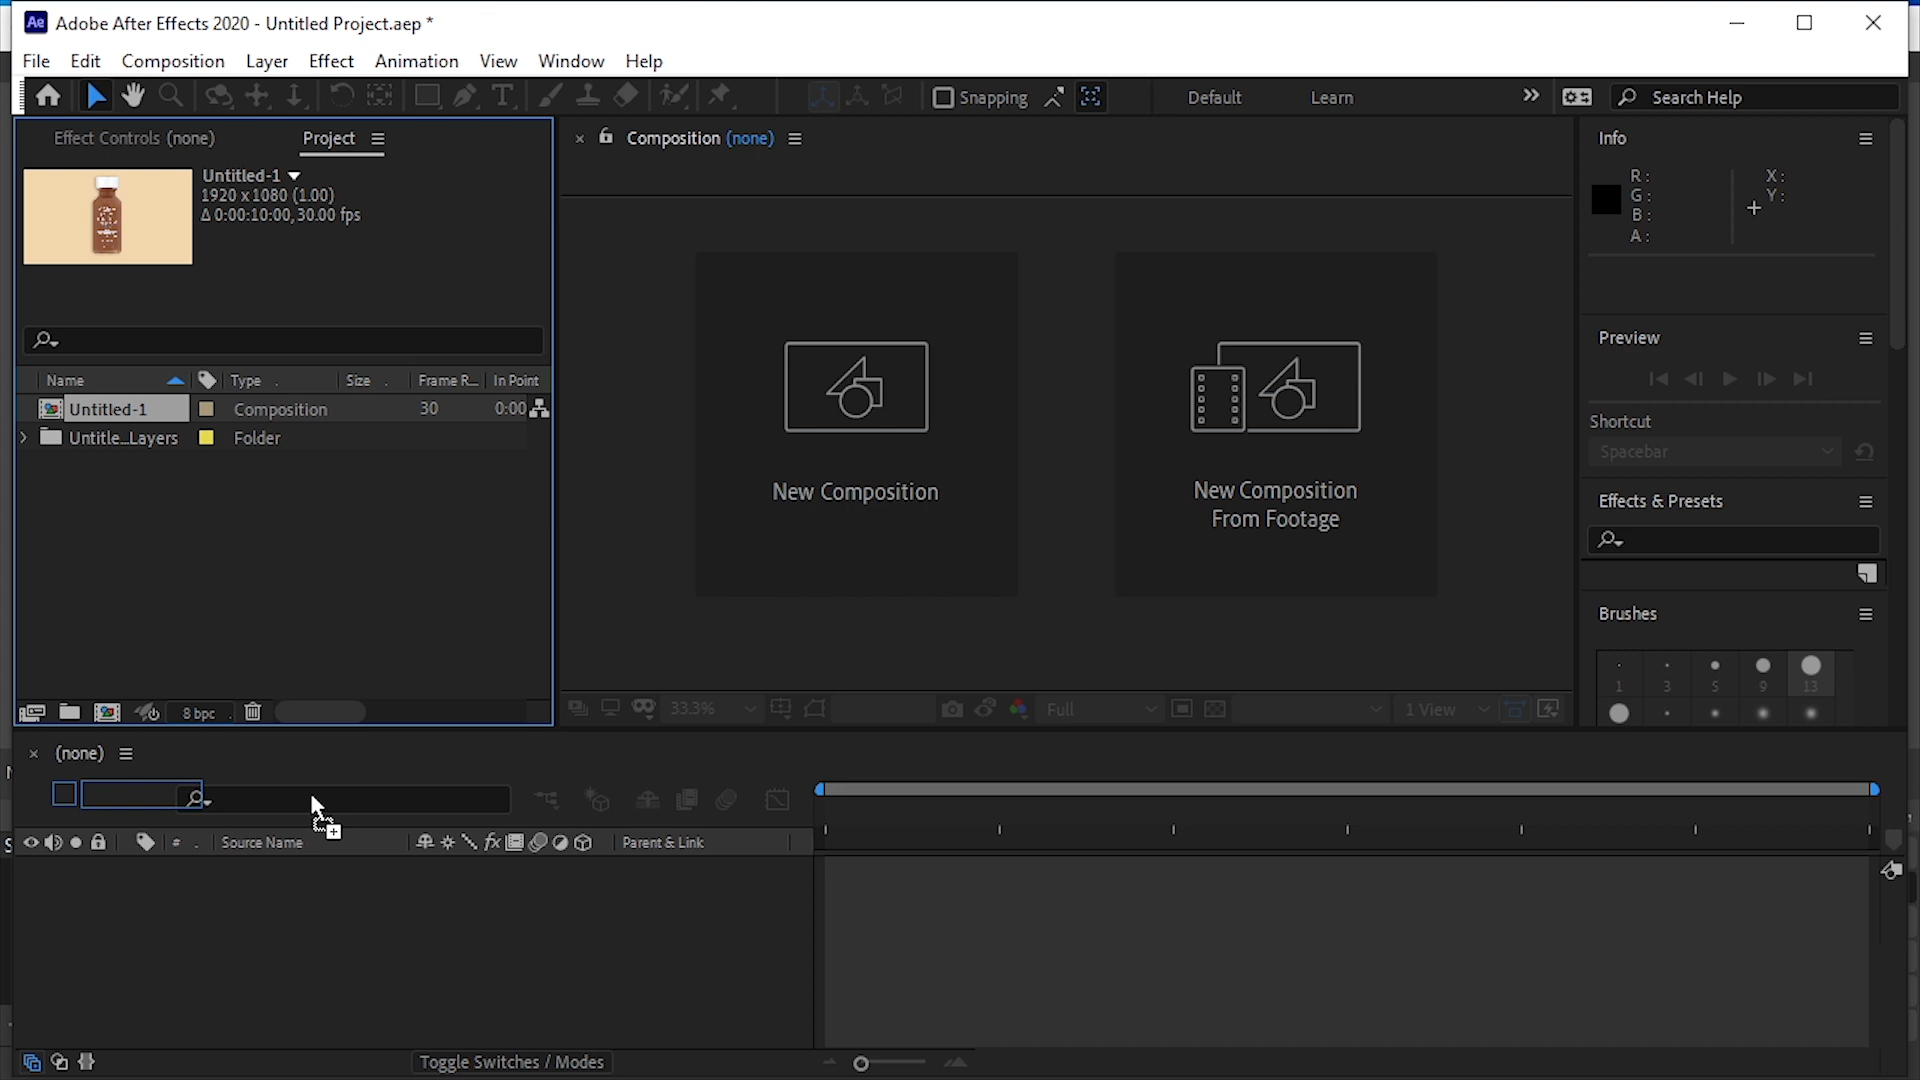 Adobe After Effects 2020 - Untitled Project.aep *
File Edit Composition Layer Effect Animation View Window Help
Snapping Default Learn Search Help
Effect Controls (none) Project
Composition (none)
Info
Untitled-1
1920 x 1080 (1.00)
Δ 0:00:10:00, 30.00 fps
R :
G :
B :
A :
X :
Y :
Preview
Name Type Size Frame R... In Point
Untitled-1 Composition 30 0:00
Untitle...Layers Folder
Shortcut
Spacebar
New Composition
New Composition
From Footage
Effects & Presets
Brushes
1 3 5 9 13
8 bpc
33.3% Full 1 View
(none)
# Source Name fx Parent & Link
Toggle Switches / Modes